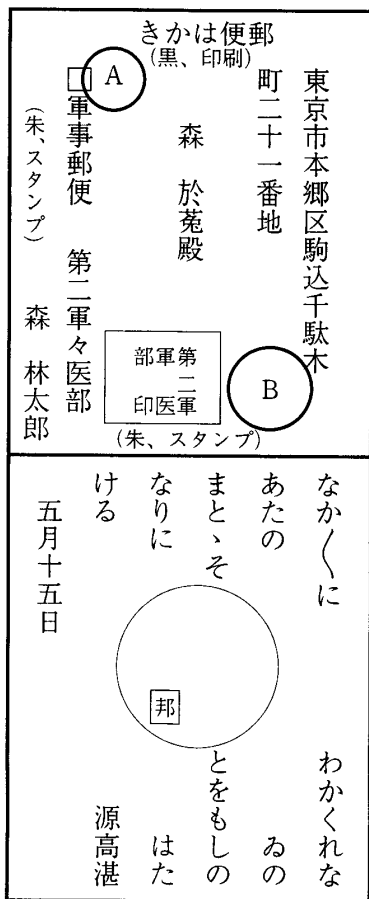 郵便はかき
(黒、印刷)
東京市本郷区駒込千駄木
町二十一番地
森 於菟殿
A
□軍事郵便 第二軍々医部
(朱、スタンプ)
森 林太郎
第二軍医
軍部印
B
(朱、スタンプ)
なか〱に わかくれな
あたの ゐの
まとゝそ とをもしの
なりに はた
ける 源高湛
五月十五日
邦